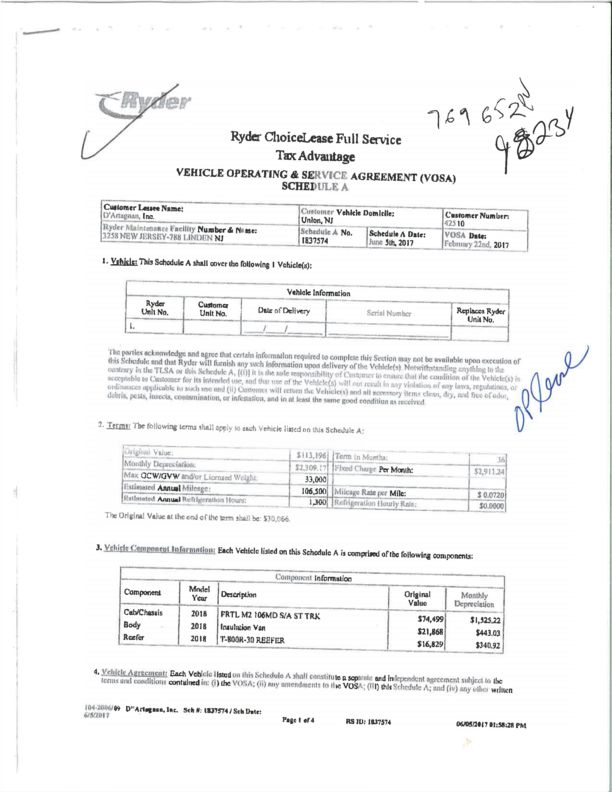 Ryder
769 652N
Ryder ChoiceLease Full Service
Tax Advantage
VEHICLE OPERATING & SERVICE AGREEMENT (VOSA)
SCHEDULE A
Customer Lessee Name:
D'Artagnan, Inc.
Customer Vehicle Domicile:
Union, NJ
Customer Number:
42510
Ryder Maintenance Facility Number & Name:
3258 NEW JERSEY-788 LINDEN NJ
Schedule A No.
1837574
Schedule A Date:
June 5th, 2017
VOSA Date:
February 22nd, 2017
1. Vehicle: This Schedule A shall cover the following 1 Vehicle(s):
Vehicle Information
Ryder Unit No. Customer Unit No. Date of Delivery Serial Number Replaces Ryder Unit No.
1. / /
The parties acknowledge and agree that certain information required to complete this Section may not be available upon execution of
this Schedule and that Ryder will furnish any such information upon delivery of the Vehicle(s). Notwithstanding anything to the
contrary in the TLSA or this Schedule A, [(i)] it is the sole responsibility of Customer to ensure that the condition of the Vehicle(s) is
acceptable to Customer for its intended use, and that use of the Vehicle(s) will not result in any violation of any laws, regulations, or
ordinances applicable to such use and (ii) Customer will return the Vehicle(s) and all accessory items clean, dry, and free of odor,
debris, pests, insects, contamination, or infestation, and in at least the same good condition as received.
2. Terms: The following terms shall apply to each Vehicle listed on this Schedule A:
Original Value: $113,196 Term in Months: 36
Monthly Depreciation: $2,309.17 Fixed Charge Per Month: $2,911.24
Max GCW/GVW and/or Licensed Weight: 33,000
Estimated Annual Mileage: 106,500 Mileage Rate per Mile: $ 0.0720
Estimated Annual Refrigeration Hours: 1,300 Refrigeration Hourly Rate: $0.0000
The Original Value at the end of the term shall be: $30,066.
3. Vehicle Component Information: Each Vehicle listed on this Schedule A is comprised of the following components:
Component Information
Component Model Year Description Original Value Monthly Depreciation
Cab/Chassis 2018 FRTL M2 106MD S/A ST TRK $74,499 $1,525.22
Body 2018 Insulation Van $21,868 $443.03
Reefer 2018 T-800R-30 REEFER $16,829 $340.92
4. Vehicle Agreement: Each Vehicle listed on this Schedule A shall constitute a separate and independent agreement subject to the
terms and conditions contained in: (i) the VOSA; (ii) any amendments to the VOSA; (iii) this Schedule A; and (iv) any other written
104-2006/09 D"Artagnan, Inc. Sch #: 1837574 / Sch Date:
6/5/2017
Page 1 of 4
RS ID: 1837574
06/05/2017 01:58:28 PM